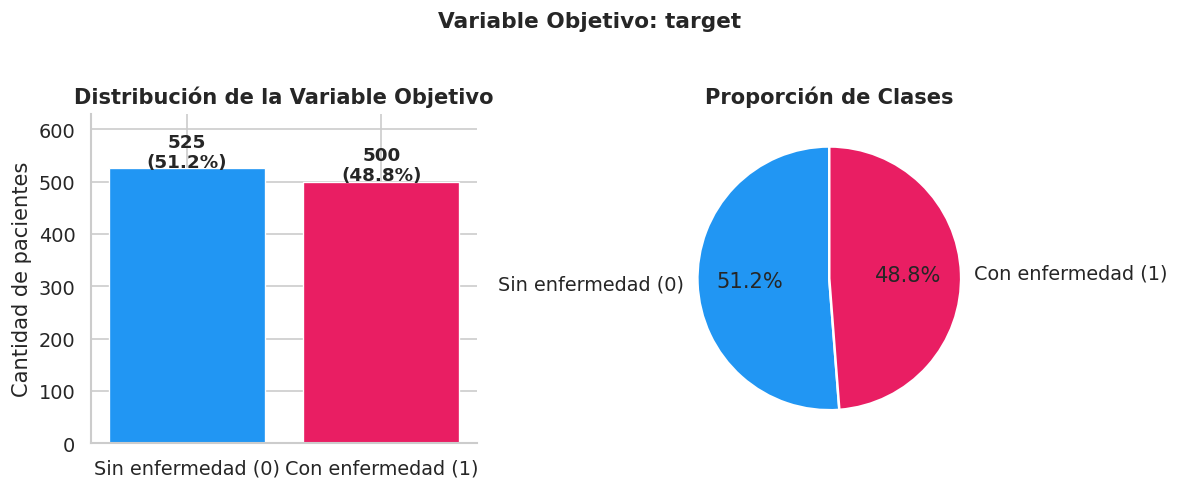 Variable Objetivo: target
Distribución de la Variable Objetivo
600
500
400
300
200
100
0
Cantidad de pacientes
525
(51.2%)
500
(48.8%)
Sin enfermedad (0)
Con enfermedad (1)
Proporción de Clases
Sin enfermedad (0)
51.2%
48.8%
Con enfermedad (1)